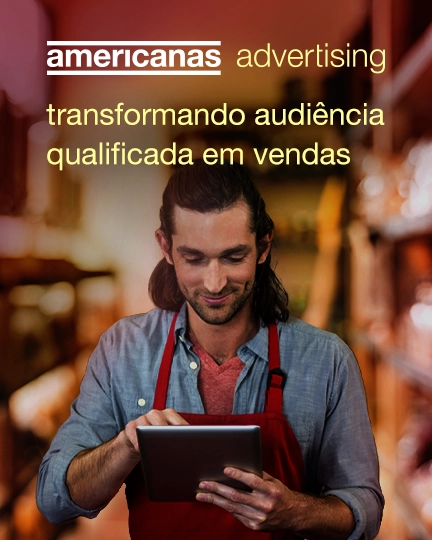 americanas advertising
transformando audiência
qualificada em vendas